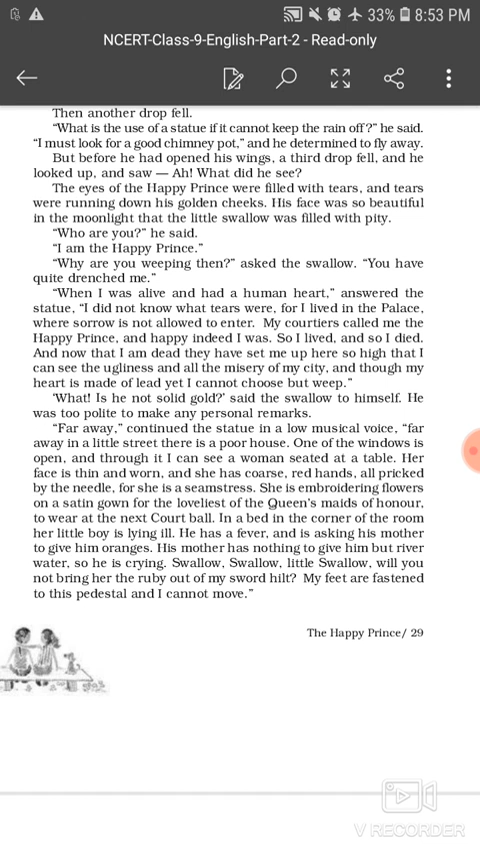 33% 8:53 PM
NCERT-Class-9-English-Part-2 - Read-only
Then another drop fell.
“What is the use of a statue if it cannot keep the rain off?” he said.
“I must look for a good chimney pot,” and he determined to fly away.
But before he had opened his wings, a third drop fell, and he
looked up, and saw — Ah! What did he see?
The eyes of the Happy Prince were filled with tears, and tears
were running down his golden cheeks. His face was so beautiful
in the moonlight that the little swallow was filled with pity.
“Who are you?” he said.
“I am the Happy Prince.”
“Why are you weeping then?” asked the swallow. “You have
quite drenched me.”
“When I was alive and had a human heart,” answered the
statue, “I did not know what tears were, for I lived in the Palace,
where sorrow is not allowed to enter. My courtiers called me the
Happy Prince, and happy indeed I was. So I lived, and so I died.
And now that I am dead they have set me up here so high that I
can see the ugliness and all the misery of my city, and though my
heart is made of lead yet I cannot choose but weep.”
‘What! Is he not solid gold?’ said the swallow to himself. He
was too polite to make any personal remarks.
“Far away,” continued the statue in a low musical voice, “far
away in a little street there is a poor house. One of the windows is
open, and through it I can see a woman seated at a table. Her
face is thin and worn, and she has coarse, red hands, all pricked
by the needle, for she is a seamstress. She is embroidering flowers
on a satin gown for the loveliest of the Queen’s maids of honour,
to wear at the next Court ball. In a bed in the corner of the room
her little boy is lying ill. He has a fever, and is asking his mother
to give him oranges. His mother has nothing to give him but river
water, so he is crying. Swallow, Swallow, little Swallow, will you
not bring her the ruby out of my sword hilt? My feet are fastened
to this pedestal and I cannot move.”
The Happy Prince/ 29
V RECORDER